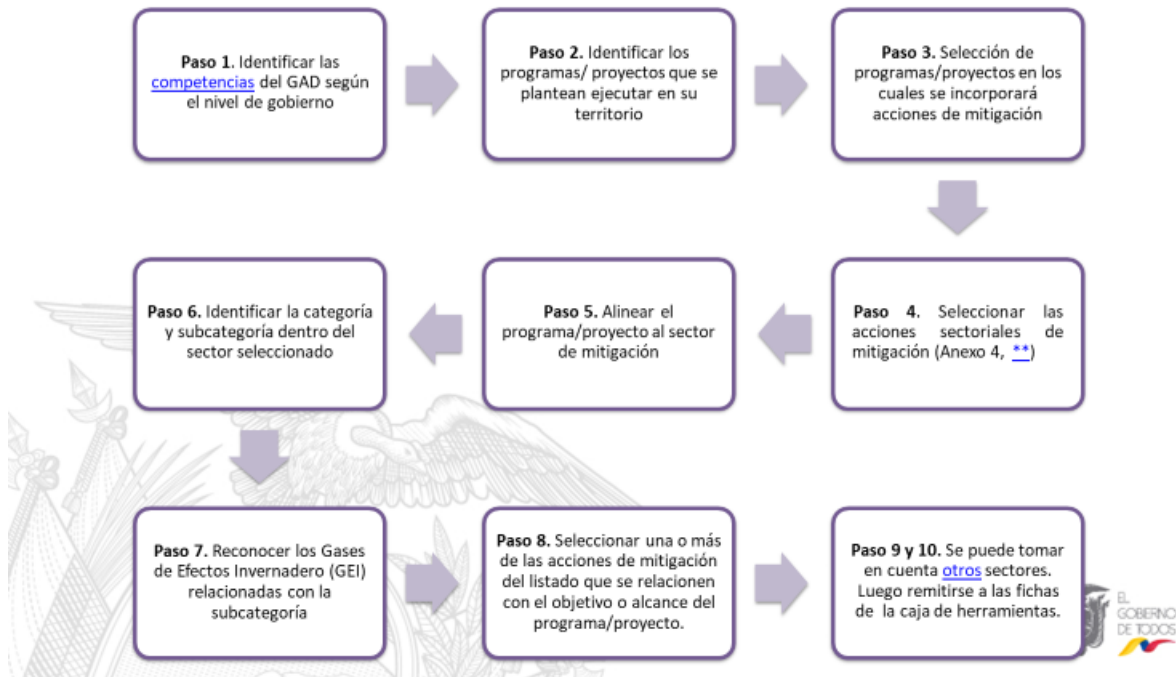 Paso 1. Identificar las
competencias del GAD según
el nivel de gobierno
Paso 2. Identificar los
programas/ proyectos que se
plantean ejecutar en su
territorio
Paso 3. Selección de
programas/proyectos en los
cuales se incorporará
acciones de mitigación
Paso 4. Seleccionar las
acciones sectoriales de
mitigación (Anexo 4, **)
Paso 5. Alinear el
programa/proyecto al sector
de mitigación
Paso 6. Identificar la categoría
y subcategoría dentro del
sector seleccionado
Paso 7. Reconocer los Gases
de Efectos Invernadero (GEI)
relacionadas con la
subcategoría
Paso 8. Seleccionar una o más
de las acciones de mitigación
del listado que se relacionen
con el objetivo o alcance del
programa/proyecto.
Paso 9 y 10. Se puede tomar
en cuenta otros sectores.
Luego remitirse a las fichas
de la caja de herramientas.
EL
GOBIERNO
DE TODOS